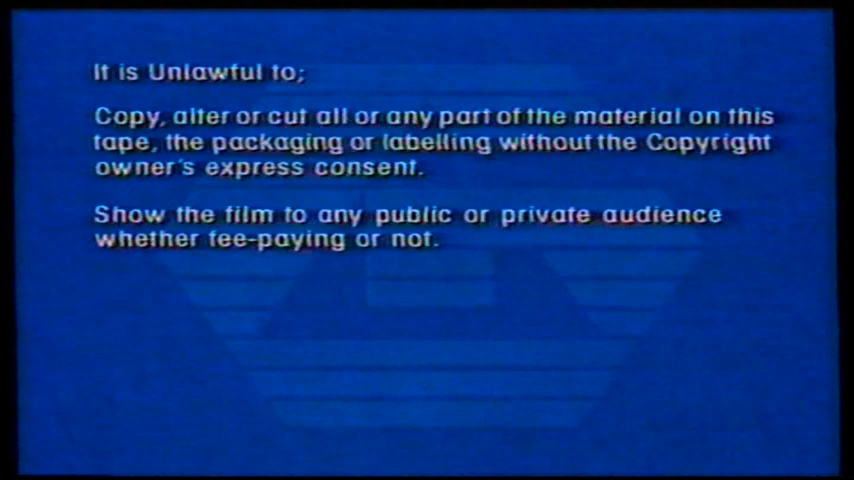 It is Unlawful to;
Copy, alter or cut all or any part of the material on this
tape, the packaging or labelling without the Copyright
owner's express consent.
Show the film to any public or private audience
whether fee-paying or not.